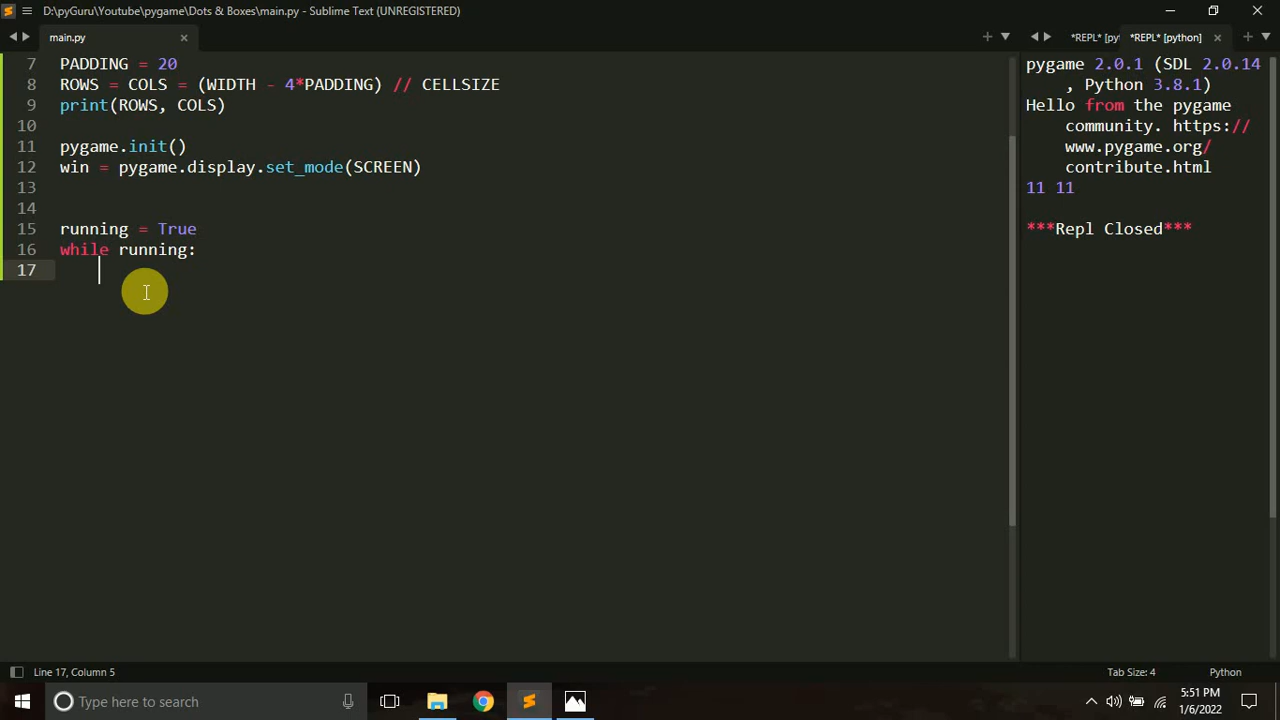 D:\pyGuru\Youtube\pygame\Dots & Boxes\main.py - Sublime Text (UNREGISTERED)
main.py
*REPL* [pyt
*REPL* [python]
7 PADDING = 20
8 ROWS = COLS = (WIDTH - 4*PADDING) // CELLSIZE
9 print(ROWS, COLS)
10
11 pygame.init()
12 win = pygame.display.set_mode(SCREEN)
13
14
15 running = True
16 while running:
17
pygame 2.0.1 (SDL 2.0.14
, Python 3.8.1)
Hello from the pygame
community. https://
www.pygame.org/
contribute.html
11 11
***Repl Closed***
Line 17, Column 5
Tab Size: 4
Python
Type here to search
5:51 PM
1/6/2022